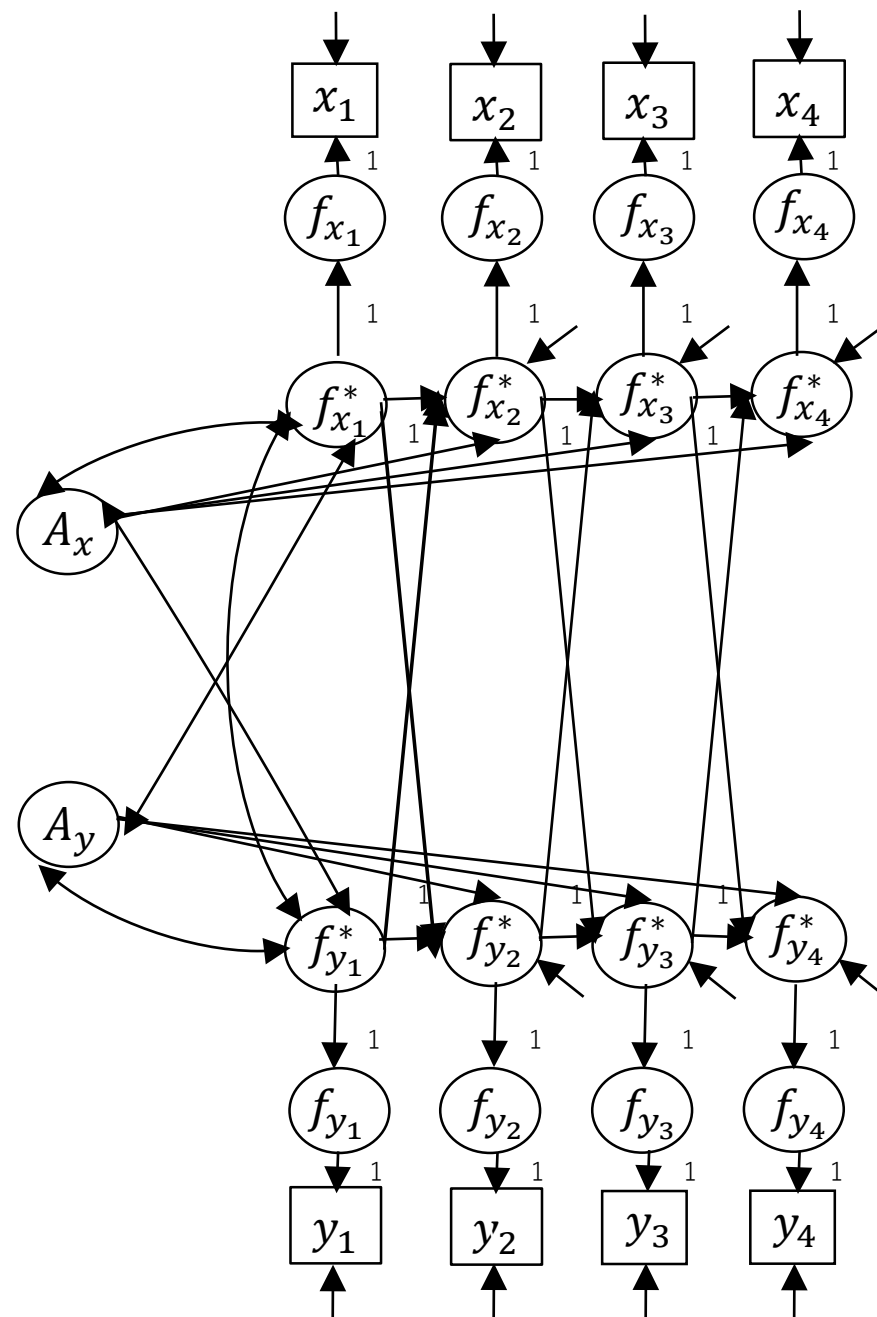 x₁ x₂ x₃ x₄
1 1 1 1
f_{x₁} f_{x₂} f_{x₃} f_{x₄}
1 1 1 1
f*_{x₁} f*_{x₂} f*_{x₃} f*_{x₄}
1 1 1
A_x
A_y
1 1 1
f*_{y₁} f*_{y₂} f*_{y₃} f*_{y₄}
1 1 1 1
f_{y₁} f_{y₂} f_{y₃} f_{y₄}
1 1 1 1
y₁ y₂ y₃ y₄